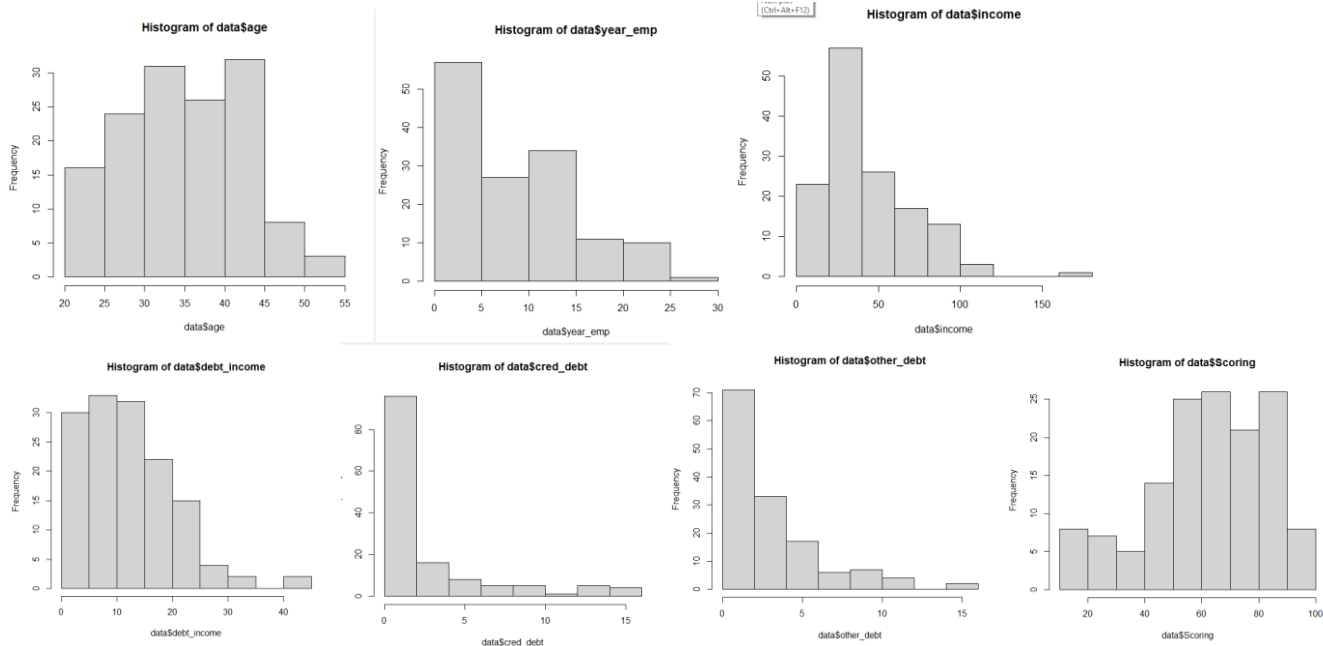 (Ctrl+Alt+F12)
Histogram of data$age
Frequency
0 5 10 15 20 25 30
20 25 30 35 40 45 50 55
data$age
Histogram of data$year_emp
Frequency
0 10 20 30 40 50
0 5 10 15 20 25 30
data$year_emp
Histogram of data$income
Frequency
0 10 20 30 40 50
0 50 100 150
data$income
Histogram of data$debt_income
Frequency
0 5 10 15 20 25 30
0 10 20 30 40
data$debt_income
Histogram of data$cred_debt
0 20 40 60 80
0 5 10 15
data$cred_debt
Histogram of data$other_debt
Frequency
0 10 20 30 40 50 60 70
0 5 10 15
data$other_debt
Histogram of data$Scoring
Frequency
0 5 10 15 20 25
20 40 60 80 100
data$Scoring